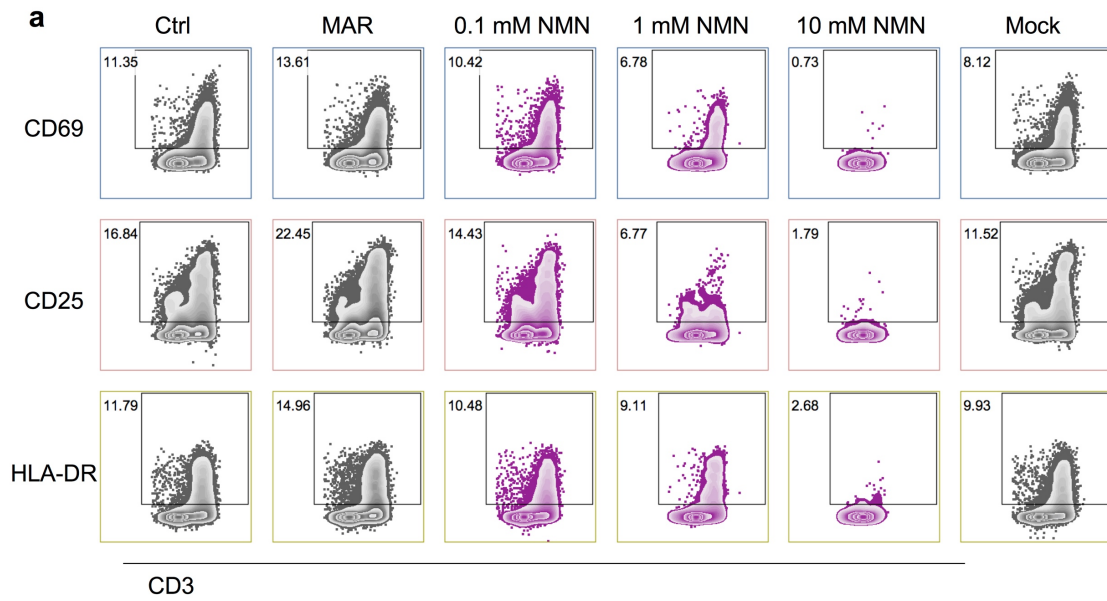 a
Ctrl MAR 0.1 mM NMN 1 mM NMN 10 mM NMN Mock
11.35 13.61 10.42 6.78 0.73 8.12
CD69
16.84 22.45 14.43 6.77 1.79 11.52
CD25
11.79 14.96 10.48 9.11 2.68 9.93
HLA-DR
CD3